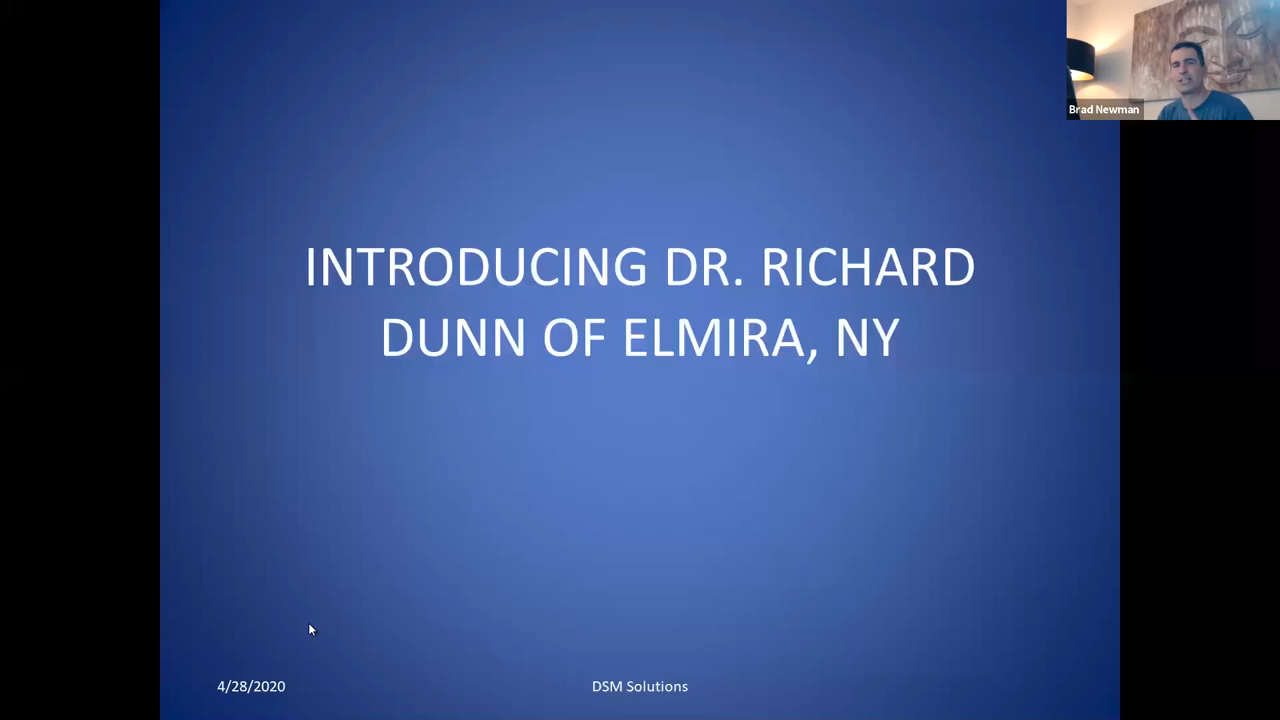 Brad Newman
INTRODUCING DR. RICHARD
DUNN OF ELMIRA, NY
4/28/2020
DSM Solutions